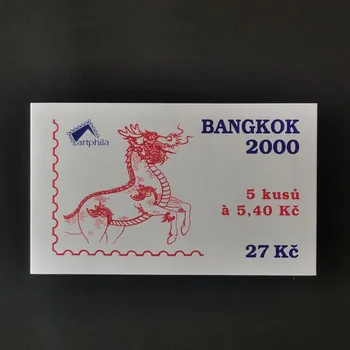 artphila
BANGKOK
2000
5 kusů
à 5,40 Kč
27 Kč